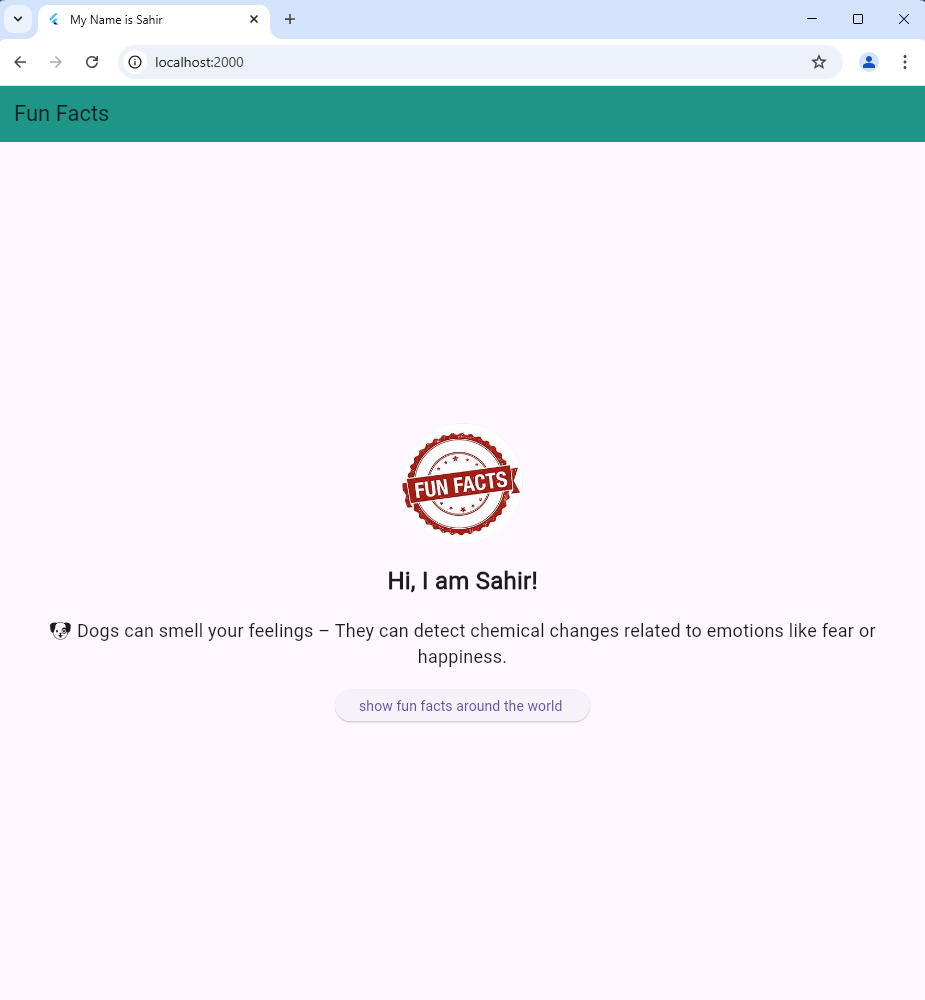 My Name is Sahir
localhost:2000
Fun Facts
FUN FACTS
Hi, I am Sahir!
🐶 Dogs can smell your feelings – They can detect chemical changes related to emotions like fear or
happiness.
show fun facts around the world